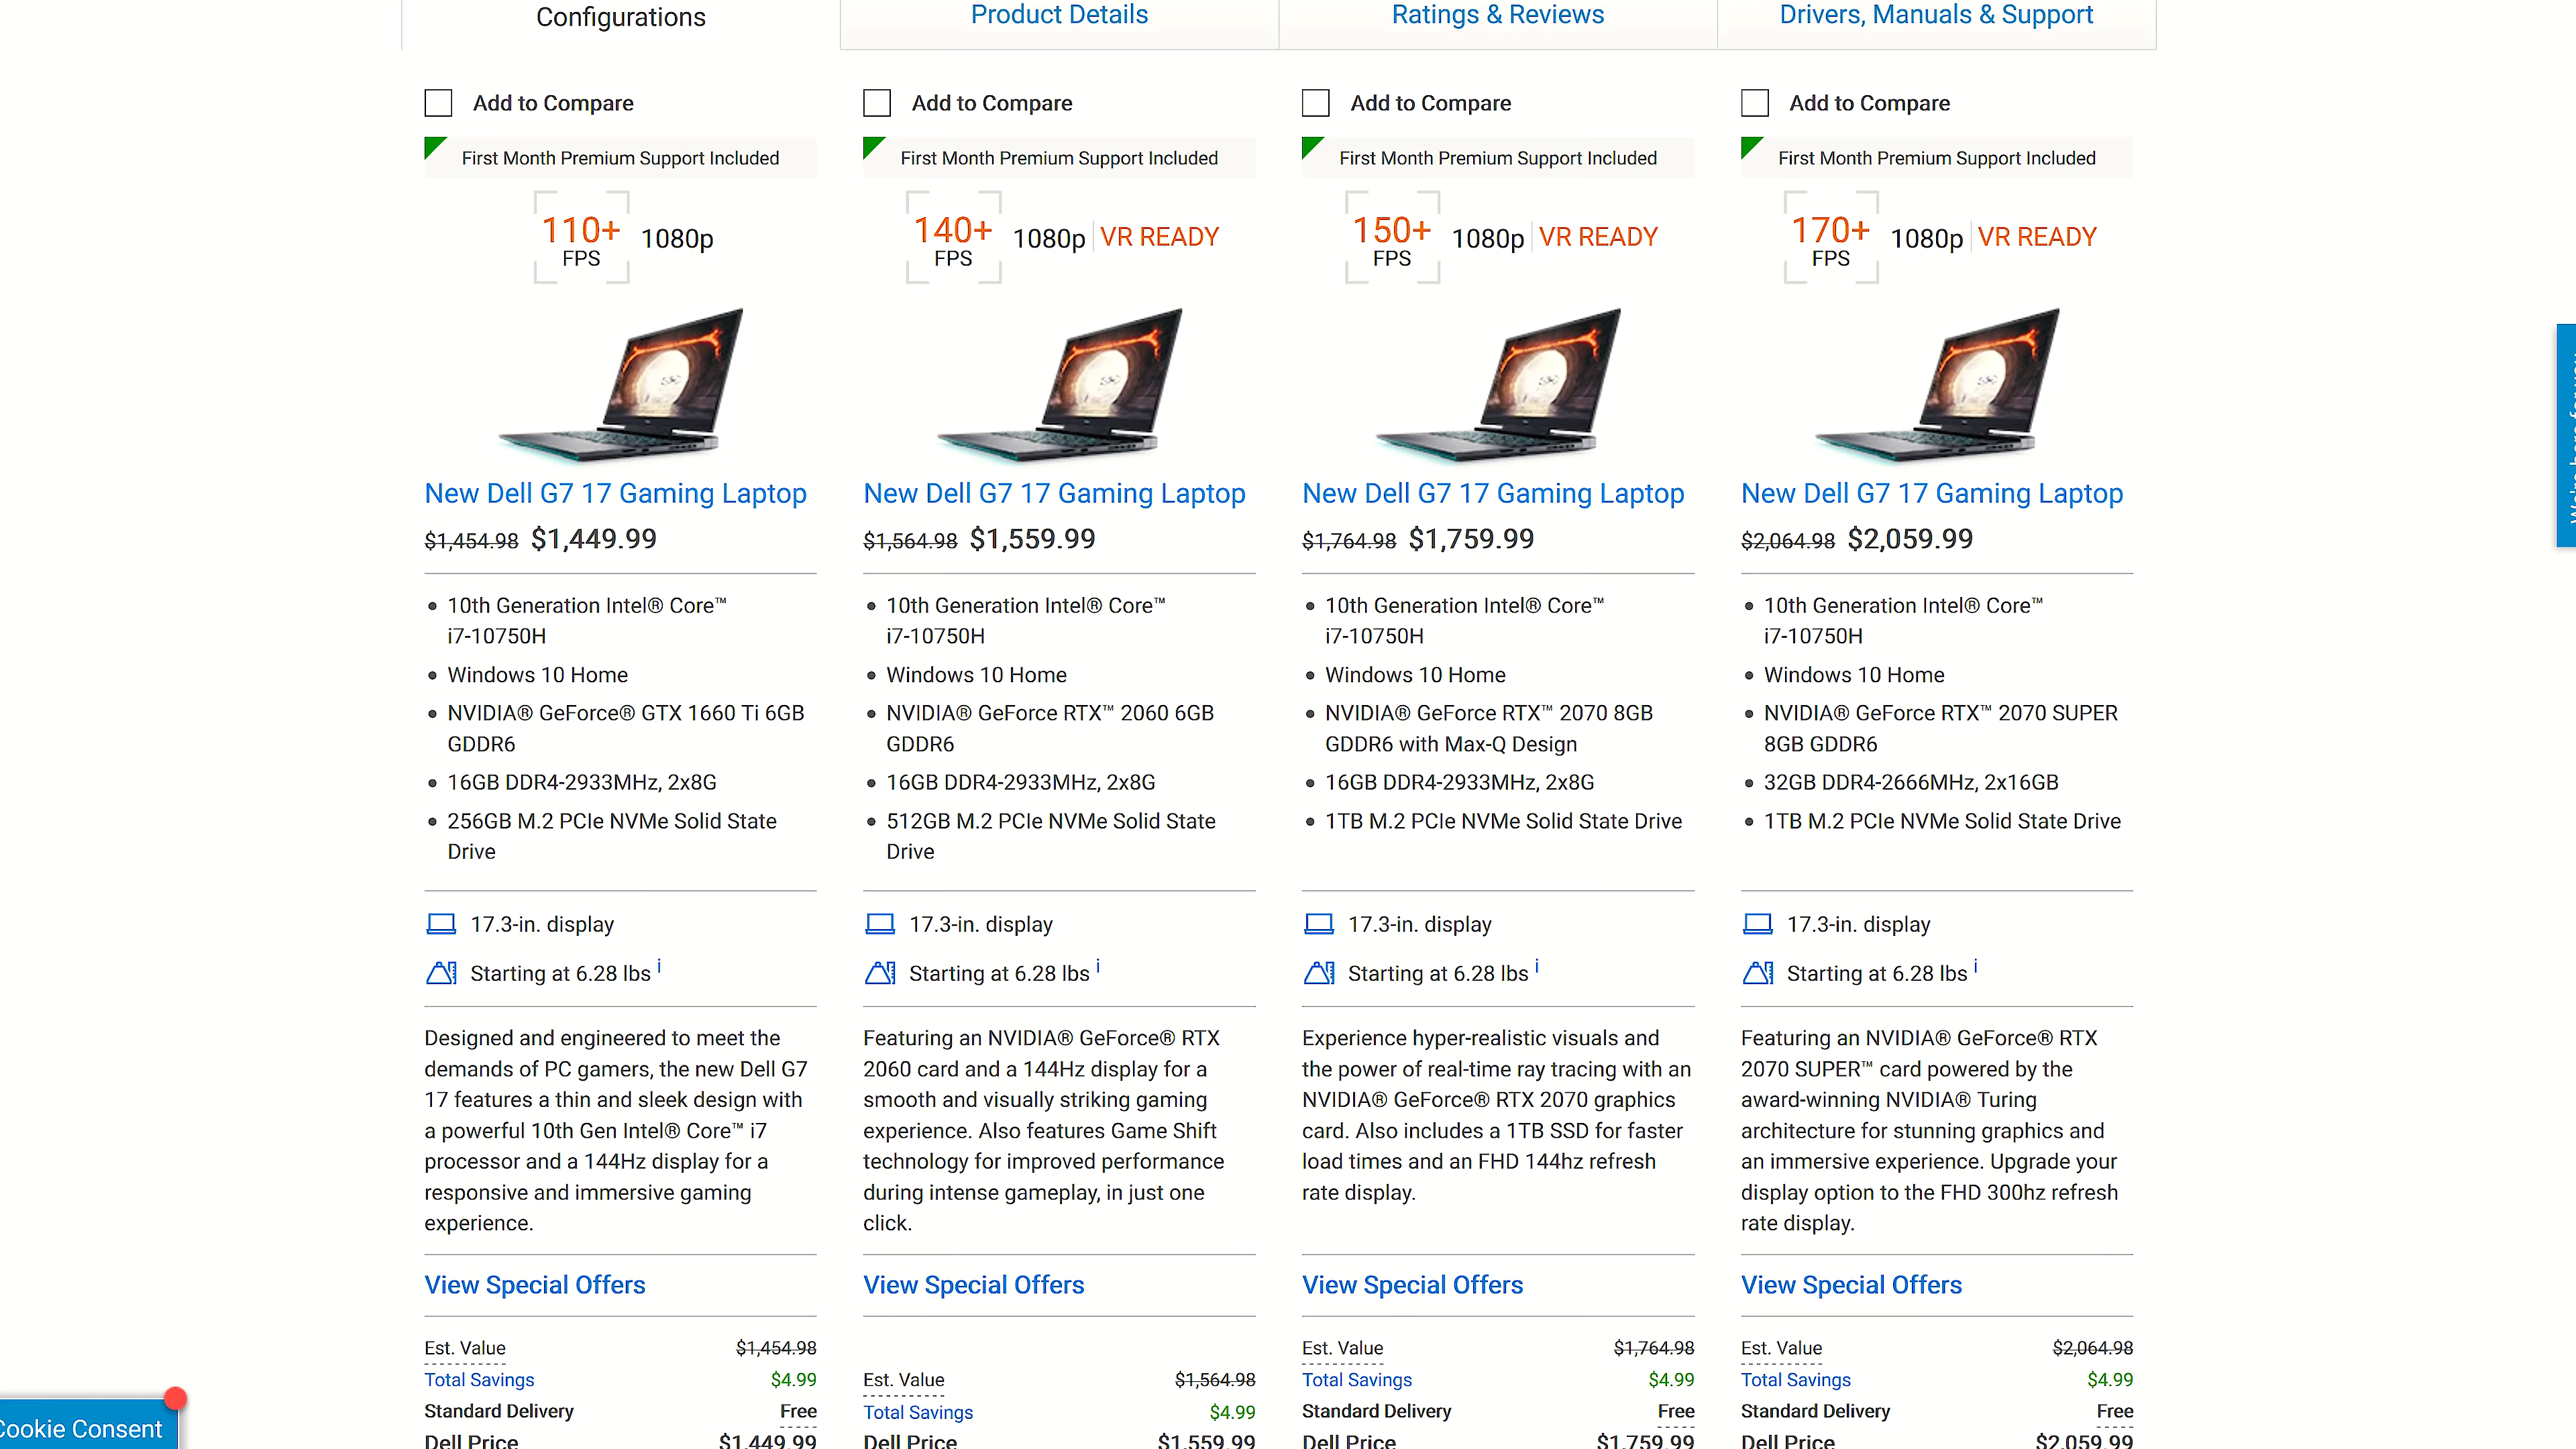 Configurations
Product Details
Ratings & Reviews
Drivers, Manuals & Support
Add to Compare
First Month Premium Support Included
110+
FPS
1080p
New Dell G7 17 Gaming Laptop
$1,454.98 $1,449.99
10th Generation Intel® Core™
i7-10750H
Windows 10 Home
NVIDIA® GeForce® GTX 1660 Ti 6GB
GDDR6
16GB DDR4-2933MHz, 2x8G
256GB M.2 PCIe NVMe Solid State
Drive
17.3-in. display
Starting at 6.28 lbs i
Designed and engineered to meet the
demands of PC gamers, the new Dell G7
17 features a thin and sleek design with
a powerful 10th Gen Intel® Core™ i7
processor and a 144Hz display for a
responsive and immersive gaming
experience.
View Special Offers
Est. Value $1,454.98
Total Savings $4.99
Standard Delivery Free
Dell Price $1,449.99
Add to Compare
First Month Premium Support Included
140+
FPS
1080p VR READY
New Dell G7 17 Gaming Laptop
$1,564.98 $1,559.99
10th Generation Intel® Core™
i7-10750H
Windows 10 Home
NVIDIA® GeForce RTX™ 2060 6GB
GDDR6
16GB DDR4-2933MHz, 2x8G
512GB M.2 PCIe NVMe Solid State
Drive
17.3-in. display
Starting at 6.28 lbs i
Featuring an NVIDIA® GeForce® RTX
2060 card and a 144Hz display for a
smooth and visually striking gaming
experience. Also features Game Shift
technology for improved performance
during intense gameplay, in just one
click.
View Special Offers
Est. Value $1,564.98
Total Savings $4.99
Dell Price $1,559.99
Add to Compare
First Month Premium Support Included
150+
FPS
1080p VR READY
New Dell G7 17 Gaming Laptop
$1,764.98 $1,759.99
10th Generation Intel® Core™
i7-10750H
Windows 10 Home
NVIDIA® GeForce RTX™ 2070 8GB
GDDR6 with Max-Q Design
16GB DDR4-2933MHz, 2x8G
1TB M.2 PCIe NVMe Solid State Drive
17.3-in. display
Starting at 6.28 lbs i
Experience hyper-realistic visuals and
the power of real-time ray tracing with an
NVIDIA® GeForce® RTX 2070 graphics
card. Also includes a 1TB SSD for faster
load times and an FHD 144hz refresh
rate display.
View Special Offers
Est. Value $1,764.98
Total Savings $4.99
Standard Delivery Free
Dell Price $1,759.99
Add to Compare
First Month Premium Support Included
170+
FPS
1080p VR READY
New Dell G7 17 Gaming Laptop
$2,064.98 $2,059.99
10th Generation Intel® Core™
i7-10750H
Windows 10 Home
NVIDIA® GeForce RTX™ 2070 SUPER
8GB GDDR6
32GB DDR4-2666MHz, 2x16GB
1TB M.2 PCIe NVMe Solid State Drive
17.3-in. display
Starting at 6.28 lbs i
Featuring an NVIDIA® GeForce® RTX
2070 SUPER™ card powered by the
award-winning NVIDIA® Turing
architecture for stunning graphics and
an immersive experience. Upgrade your
display option to the FHD 300hz refresh
rate display.
View Special Offers
Est. Value $2,064.98
Total Savings $4.99
Standard Delivery Free
Dell Price $2,059.99
Cookie Consent